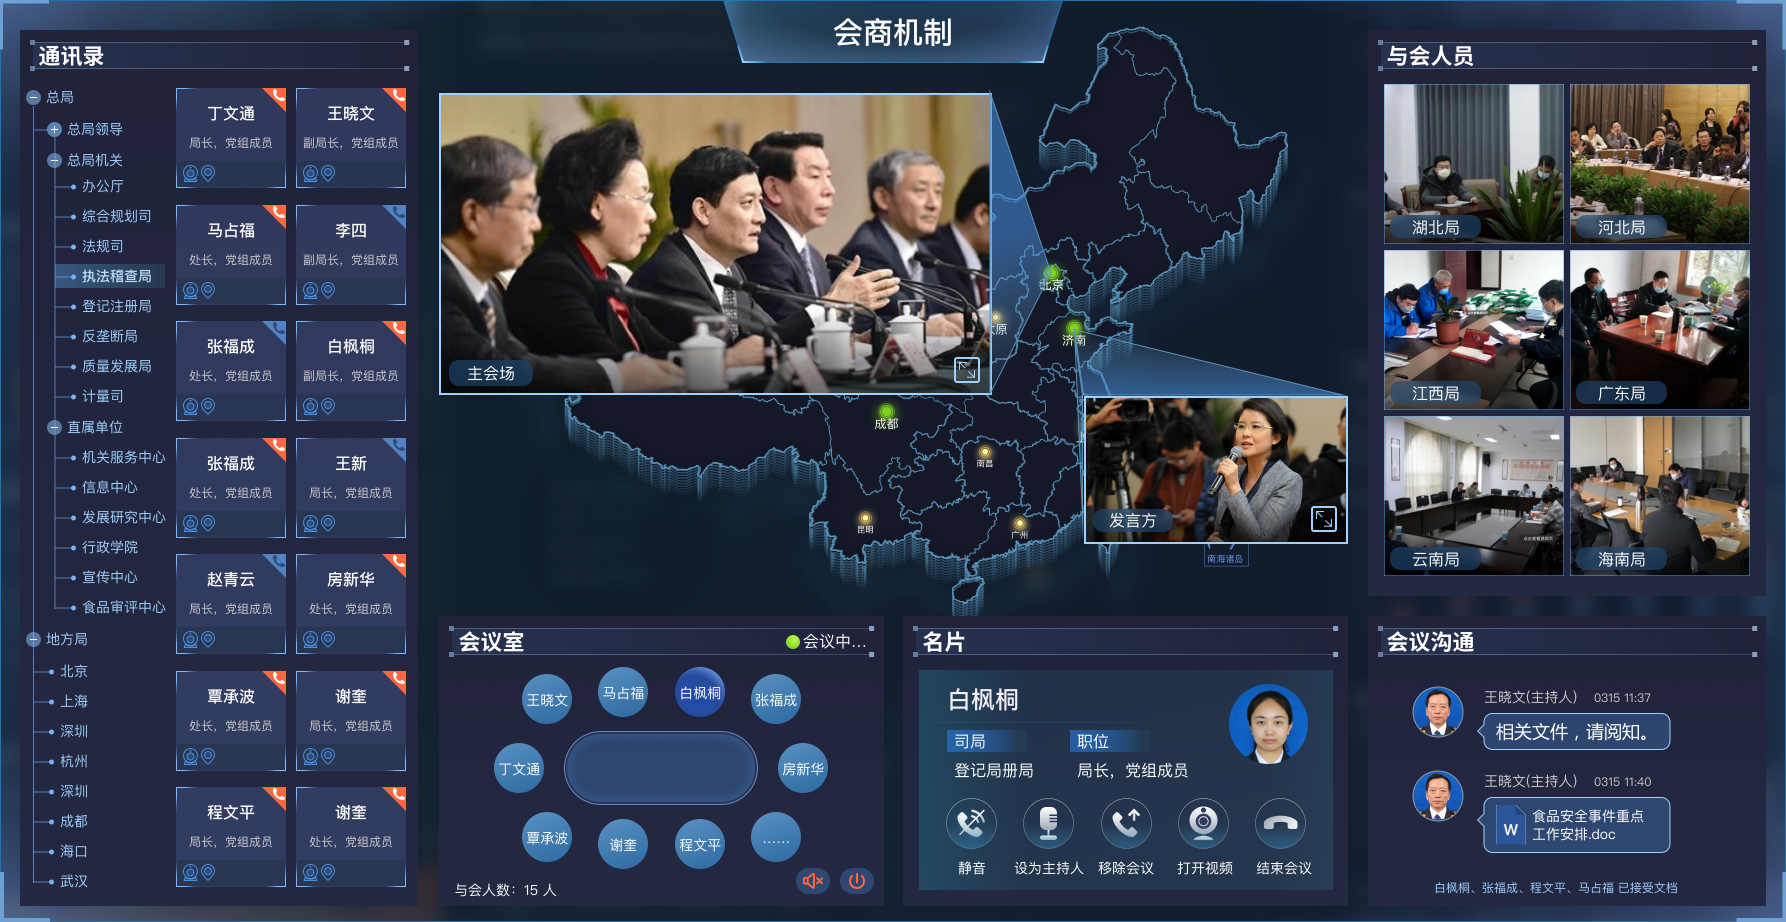 会商机制
通讯录
总局
总局领导
总局机关
办公厅
综合规划司
法规司
执法稽查局
登记注册局
反垄断局
质量发展局
计量司
直属单位
机关服务中心
信息中心
发展研究中心
行政学院
宣传中心
食品审评中心
地方局
北京
上海
深圳
杭州
深圳
成都
海口
武汉
丁文通
局长，党组成员
王晓文
副局长，党组成员
马占福
处长，党组成员
李四
副局长，党组成员
张福成
处长，党组成员
白枫桐
副局长，党组成员
张福成
处长，党组成员
王新
局长，党组成员
赵青云
局长，党组成员
房新华
处长，党组成员
覃承波
处长，党组成员
谢奎
局长，党组成员
程文平
局长，党组成员
谢奎
处长，党组成员
主会场
北京
原
济南
成都
南昌
昆明
广州
发言方
南海诸岛
与会人员
湖北局
河北局
江西局
广东局
云南局
海南局
会议室
会议中...
王晓文
马占福
白枫桐
张福成
丁文通
房新华
覃承波
谢奎
程文平
......
与会人数：15 人
名片
白枫桐
司局
职位
登记局册局
局长，党组成员
静音
设为主持人
移除会议
打开视频
结束会议
会议沟通
王晓文(主持人) 0315 11:37
相关文件，请阅知。
王晓文(主持人) 0315 11:40
W
食品安全事件重点
工作安排.doc
白枫桐、张福成、程文平、马占福 已接受文档